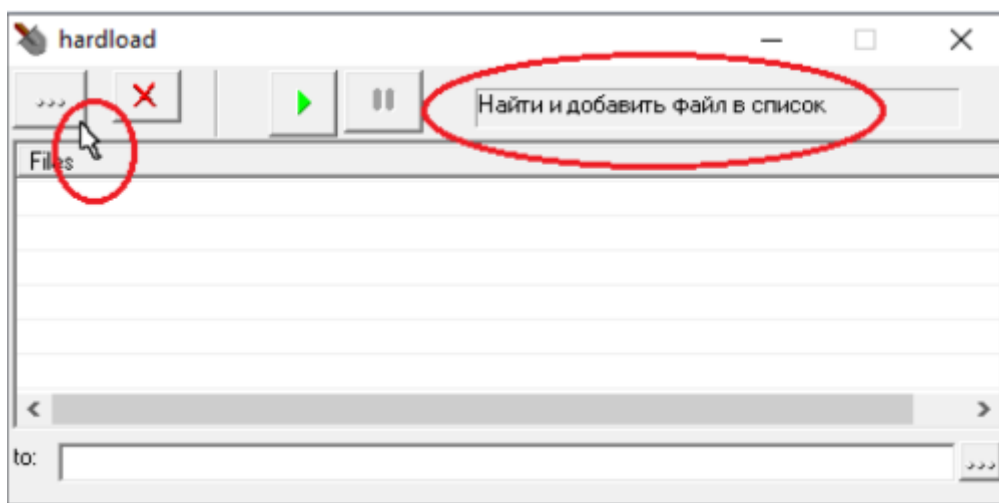 hardload
...
Найти и добавить файл в список
Files
to:
...